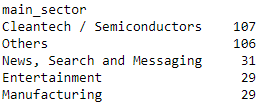 main_sector
Cleantech / Semiconductors    107
Others                        106
News, Search and Messaging     31
Entertainment                  29
Manufacturing                  29